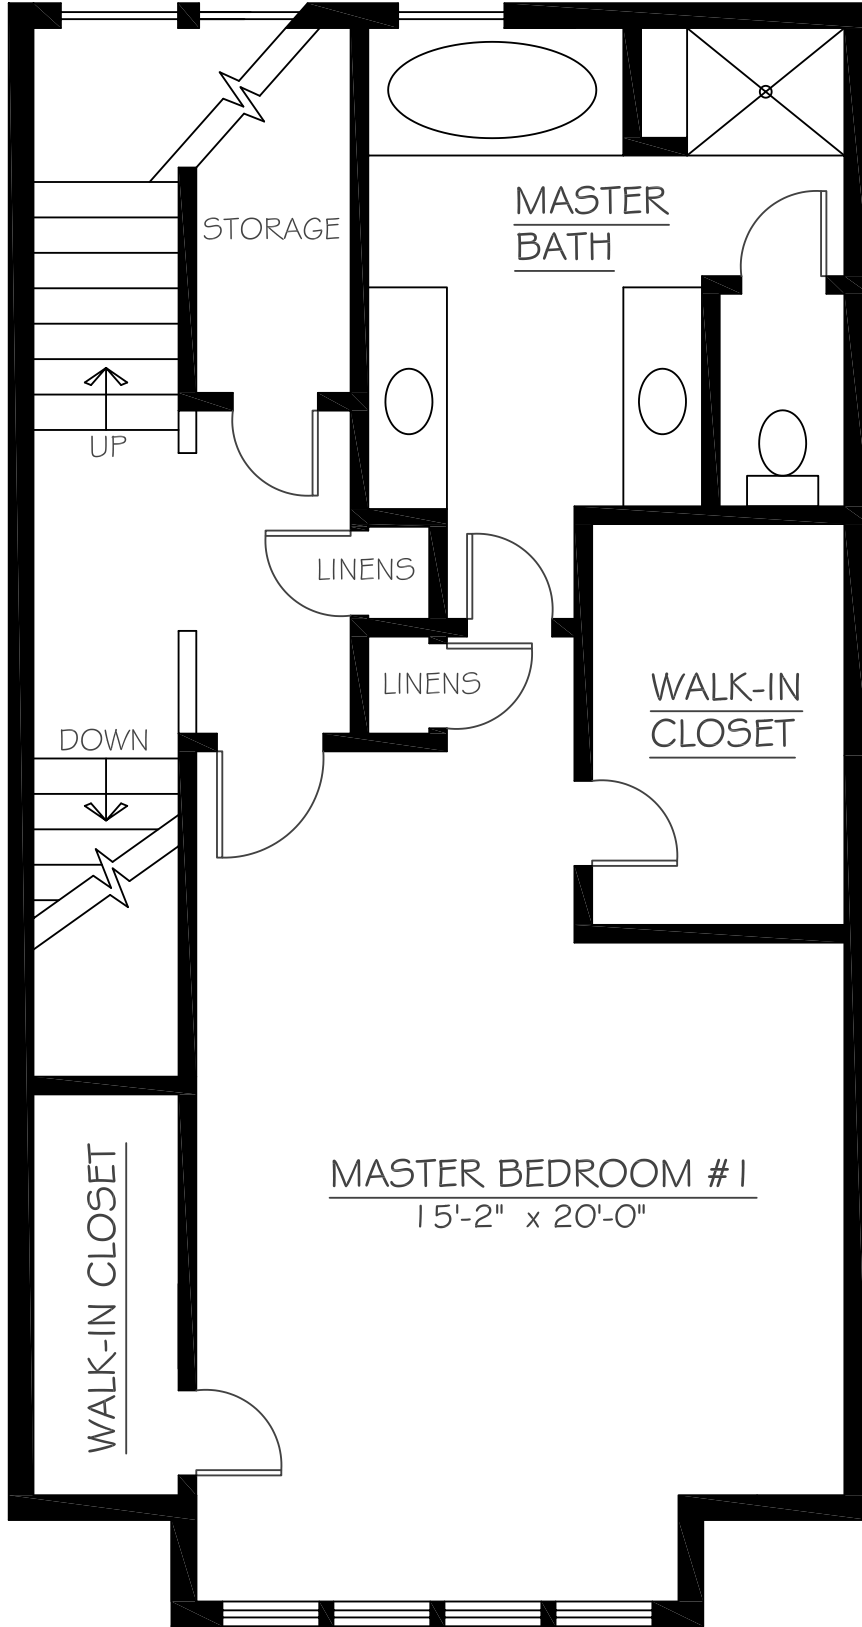 MASTER
BATH
STORAGE
UP
LINENS
LINENS
WALK-IN
CLOSET
DOWN
MASTER BEDROOM #1
15'-2" x 20'-0"
WALK-IN CLOSET